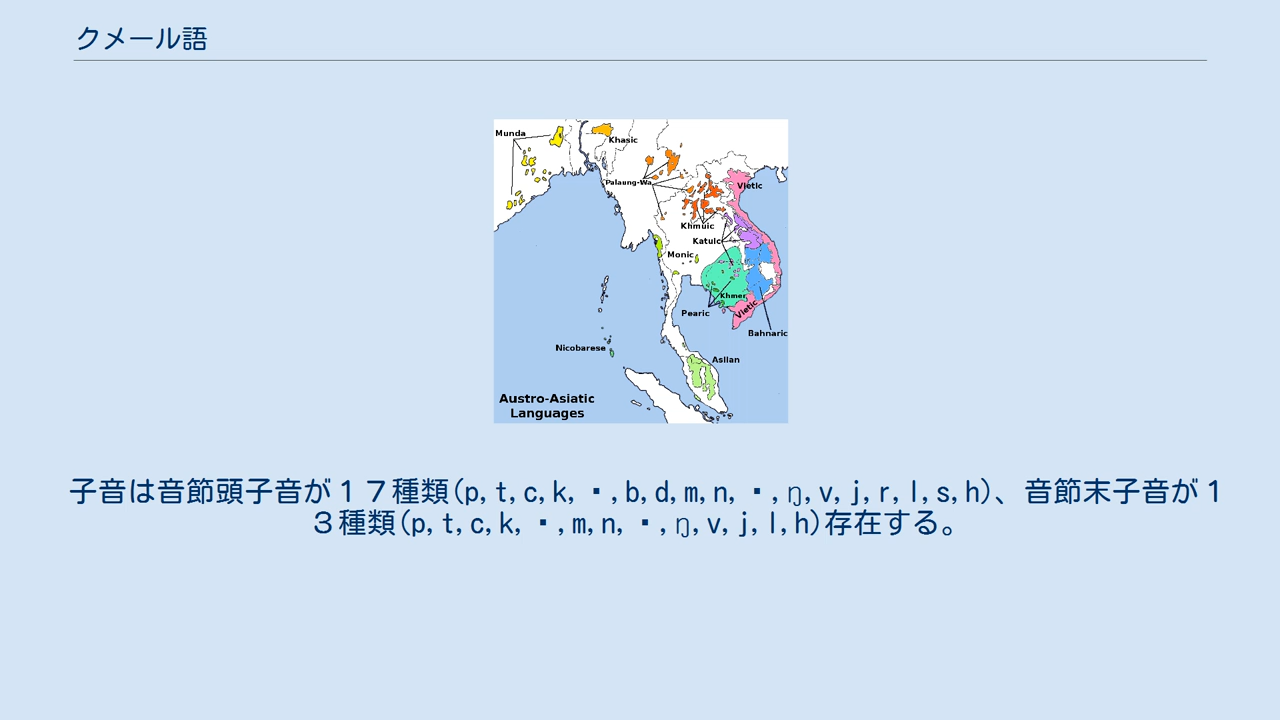 クメール語
Munda
Khasic
Palaung-Wa
Vietic
Khmuic
Katuic
Monic
Khmer
Pearic
Vietic
Bahnaric
Nicobarese
Aslian
Austro-Asiatic
Languages
子音は音節頭子音が１７種類(p,t,c,k,▪,b,d,m,n,▪,ŋ,v,j,r,l,s,h)、音節末子音が１
３種類(p,t,c,k,▪,m,n,▪,ŋ,v,j,l,h)存在する。